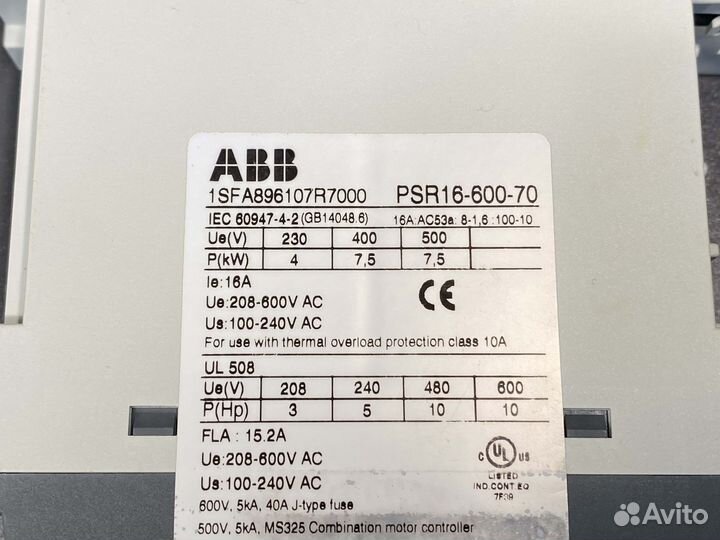 ABB
1SFA896107R7000 PSR16-600-70
IEC 60947-4-2 (GB14048.6) 16A:AC53a: 8-1,6 :100-10
Ue(V) 230 400 500
P(kW) 4 7,5 7,5
Ie:16A
Ue:208-600V AC
Us:100-240V AC
CE
For use with thermal overload protection class 10A
UL 508
Ue(V) 208 240 480 600
P(Hp) 3 5 10 10
FLA : 15.2A
Ue:208-600V AC
Us:100-240V AC
C UL US
LISTED
IND.CONT EQ
7F39
600V, 5kA, 40A J-type fuse
500V, 5kA, MS325 Combination motor controller
Avito